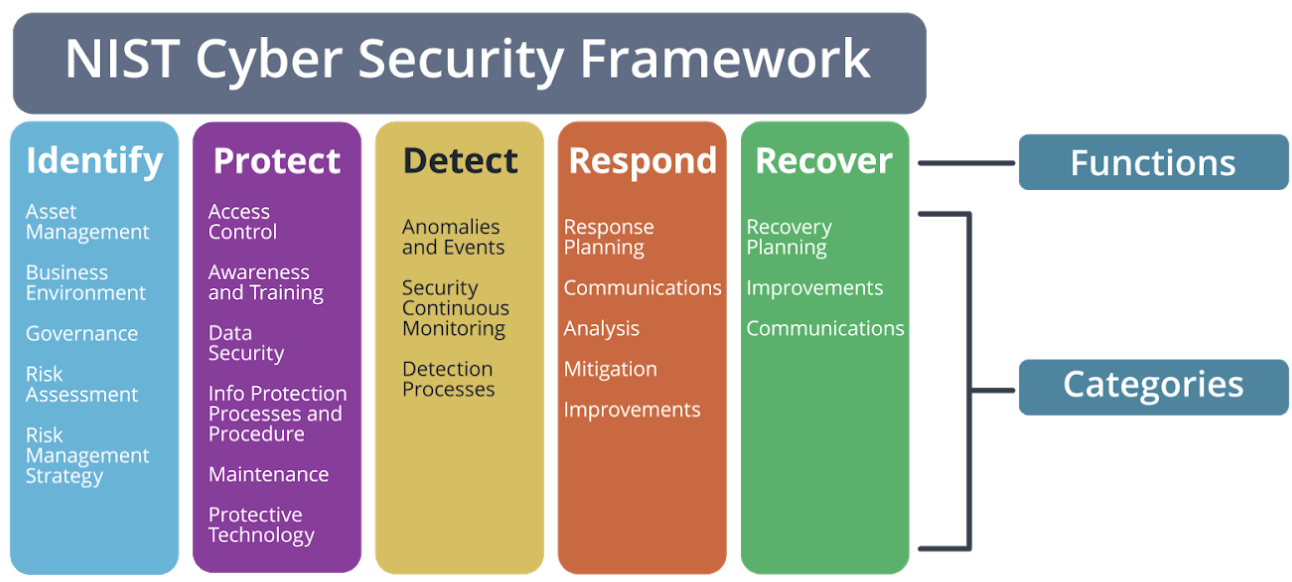 NIST Cyber Security Framework
Identify
Asset
Management
Business
Environment
Governance
Risk
Assessment
Risk
Management
Strategy
Protect
Access
Control
Awareness
and Training
Data
Security
Info Protection
Processes and
Procedure
Maintenance
Protective
Technology
Detect
Anomalies
and Events
Security
Continuous
Monitoring
Detection
Processes
Respond
Response
Planning
Communications
Analysis
Mitigation
Improvements
Recover
Recovery
Planning
Improvements
Communications
Functions
Categories